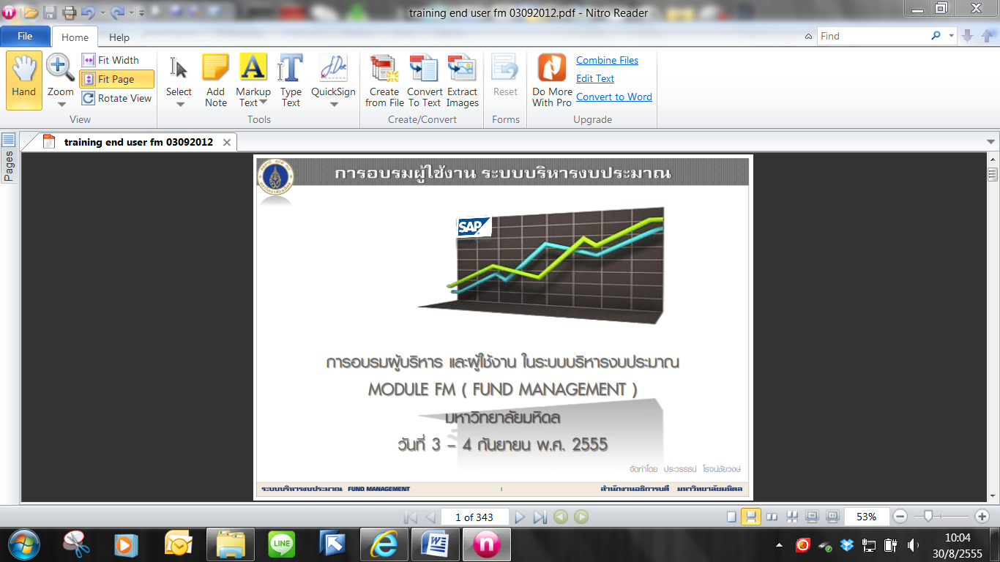 training end user fm 03092012.pdf - Nitro Reader
File Home Help Find
Hand Zoom Fit Width Fit Page Rotate View
View
Select Add Note Markup Text Type Text QuickSign
Tools
Create from File Convert To Text Extract Images
Create/Convert
Reset
Forms
Do More With Pro Combine Files Edit Text Convert to Word
Upgrade
training end user fm 03092012
Pages
การอบรมผู้ใช้งาน ระบบบริหารงบประมาณ
SAP
การอบรมผู้บริหาร และผู้ใช้งาน ในระบบบริหารงบประมาณ
MODULE FM ( FUND MANAGEMENT )
มหาวิทยาลัยมหิดล
วันที่ 3 – 4 กันยายน พ.ศ. 2555
จัดทำโดย ประวรรธน์ โรจน์ชัยวงษ์
ระบบบริหารงบประมาณ FUND MANAGEMENT 1 สำนักงานอธิการบดี มหาวิทยาลัยมหิดล
1 of 343 53%
LINE
10:04
30/8/2555